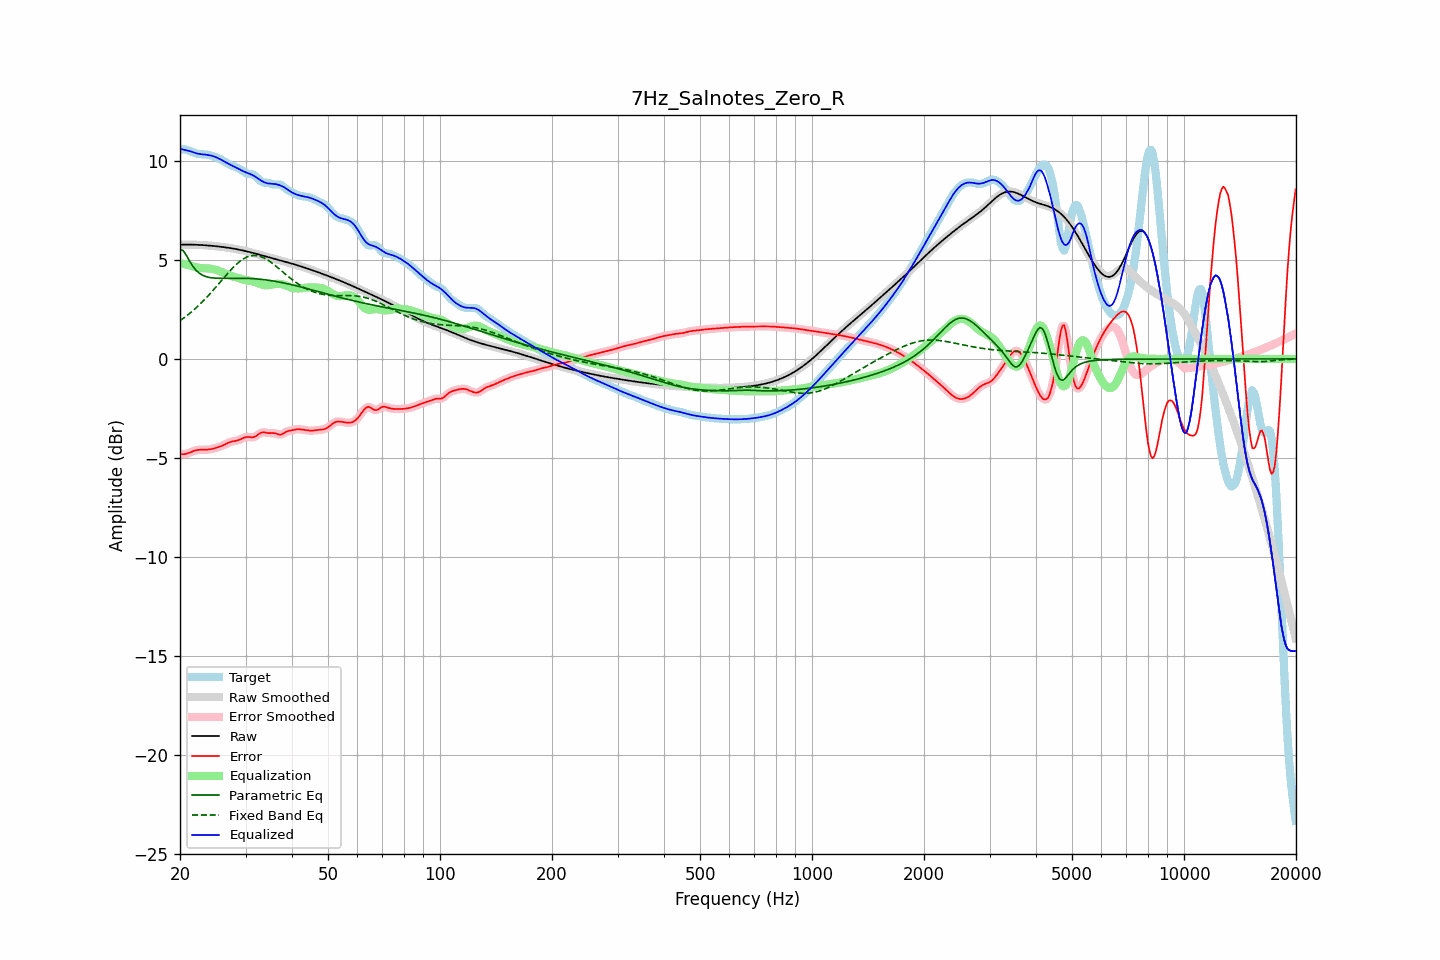 7Hz_Salnotes_Zero_R
Amplitude (dBr)
10
5
0
−5
−10
−15
−20
−25
Target
Raw Smoothed
Error Smoothed
Raw
Error
Equalization
Parametric Eq
Fixed Band Eq
Equalized
20 50 100 200 500 1000 2000 5000 10000 20000
Frequency (Hz)